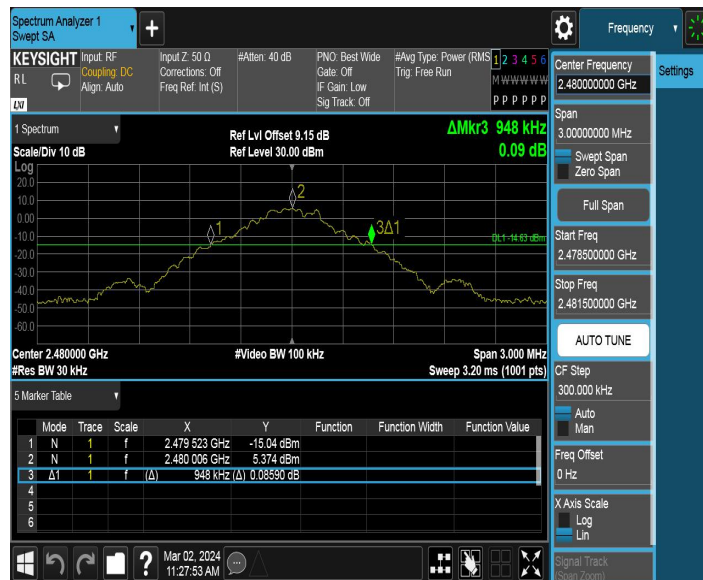 Spectrum Analyzer 1
Swept SA
+
Frequency
KEYSIGHT
RL
LXI
Input: RF
Coupling: DC
Align: Auto
Input Z: 50 Ω
Corrections: Off
Freq Ref: Int (S)
#Atten: 40 dB
PNO: Best Wide
Gate: Off
IF Gain: Low
Sig Track: Off
#Avg Type: Power (RMS
Trig: Free Run
1 2 3 4 5 6
M W W W W W
P P P P P P
1 Spectrum
Scale/Div 10 dB
Ref Lvl Offset 9.15 dB
Ref Level 30.00 dBm
ΔMkr3 948 kHz
0.09 dB
Log
20.0
10.0
0.00
-10.0
-20.0
-30.0
-40.0
-50.0
-60.0
1
2
3Δ1
DL1 -14.63 dBm
Center 2.480000 GHz
#Res BW 30 kHz
#Video BW 100 kHz
Span 3.000 MHz
Sweep 3.20 ms (1001 pts)
5 Marker Table
Mode Trace Scale X Y Function Function Width Function Value
1 N 1 f 2.479 523 GHz -15.04 dBm
2 N 1 f 2.480 006 GHz 5.374 dBm
3 Δ1 1 f (Δ) 948 kHz (Δ) 0.08590 dB
4
5
6
?
Mar 02, 2024
11:27:53 AM
Settings
Center Frequency
2.480000000 GHz
Span
3.00000000 MHz
Swept Span
Zero Span
Full Span
Start Freq
2.478500000 GHz
Stop Freq
2.481500000 GHz
AUTO TUNE
CF Step
300.000 kHz
Auto
Man
Freq Offset
0 Hz
X Axis Scale
Log
Lin
Signal Track
(Span Zoom)